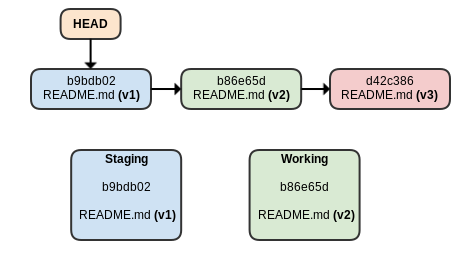 HEAD
b9bdb02
README.md (v1)
b86e65d
README.md (v2)
d42c386
README.md (v3)
Staging
b9bdb02
README.md (v1)
Working
b86e65d
README.md (v2)